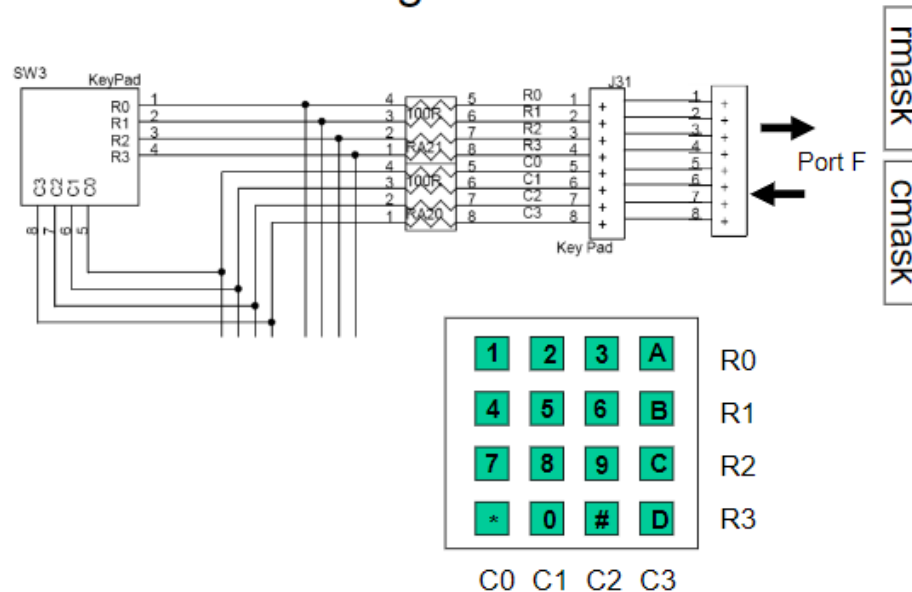 g
rmask
SW3
KeyPad
J31
R0 1 4 100R 5 R0 1 + 1 +
R1 2 3 6 R1 2 + 2 +
R2 3 2 7 R2 3 + 3 +
R3 4 1 RA21 8 R3 4 + 4 +
4 5 C0 5 + 5 +
3 100R 6 C1 6 + 6 +
2 7 C2 7 + 7 +
1 RA20 8 C3 8 + 8 +
Port F
C3 C2 C1 C0
8 7 6 5
Key Pad
cmask
1 2 3 A R0
4 5 6 B R1
7 8 9 C R2
* 0 # D R3
C0 C1 C2 C3